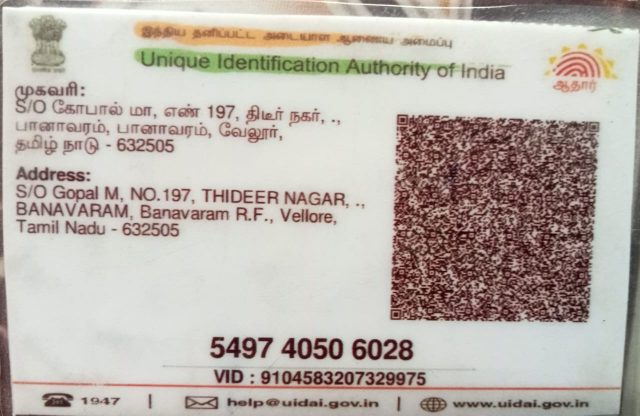 இந்திய தனிப்பட்ட அடையாள ஆணைய அமைப்பு
Unique Identification Authority of India
ஆதார்
முகவரி:
S/O கோபால் மா, எண் 197, திடீர் நகர், .,
பானாவரம், பானாவரம், வேலூர்,
தமிழ் நாடு - 632505
Address:
S/O Gopal M, NO.197, THIDEER NAGAR, .,
BANAVARAM, Banavaram R.F., Vellore,
Tamil Nadu - 632505
5497 4050 6028
VID : 9104583207329975
1947 | help@uidai.gov.in | www.uidai.gov.in